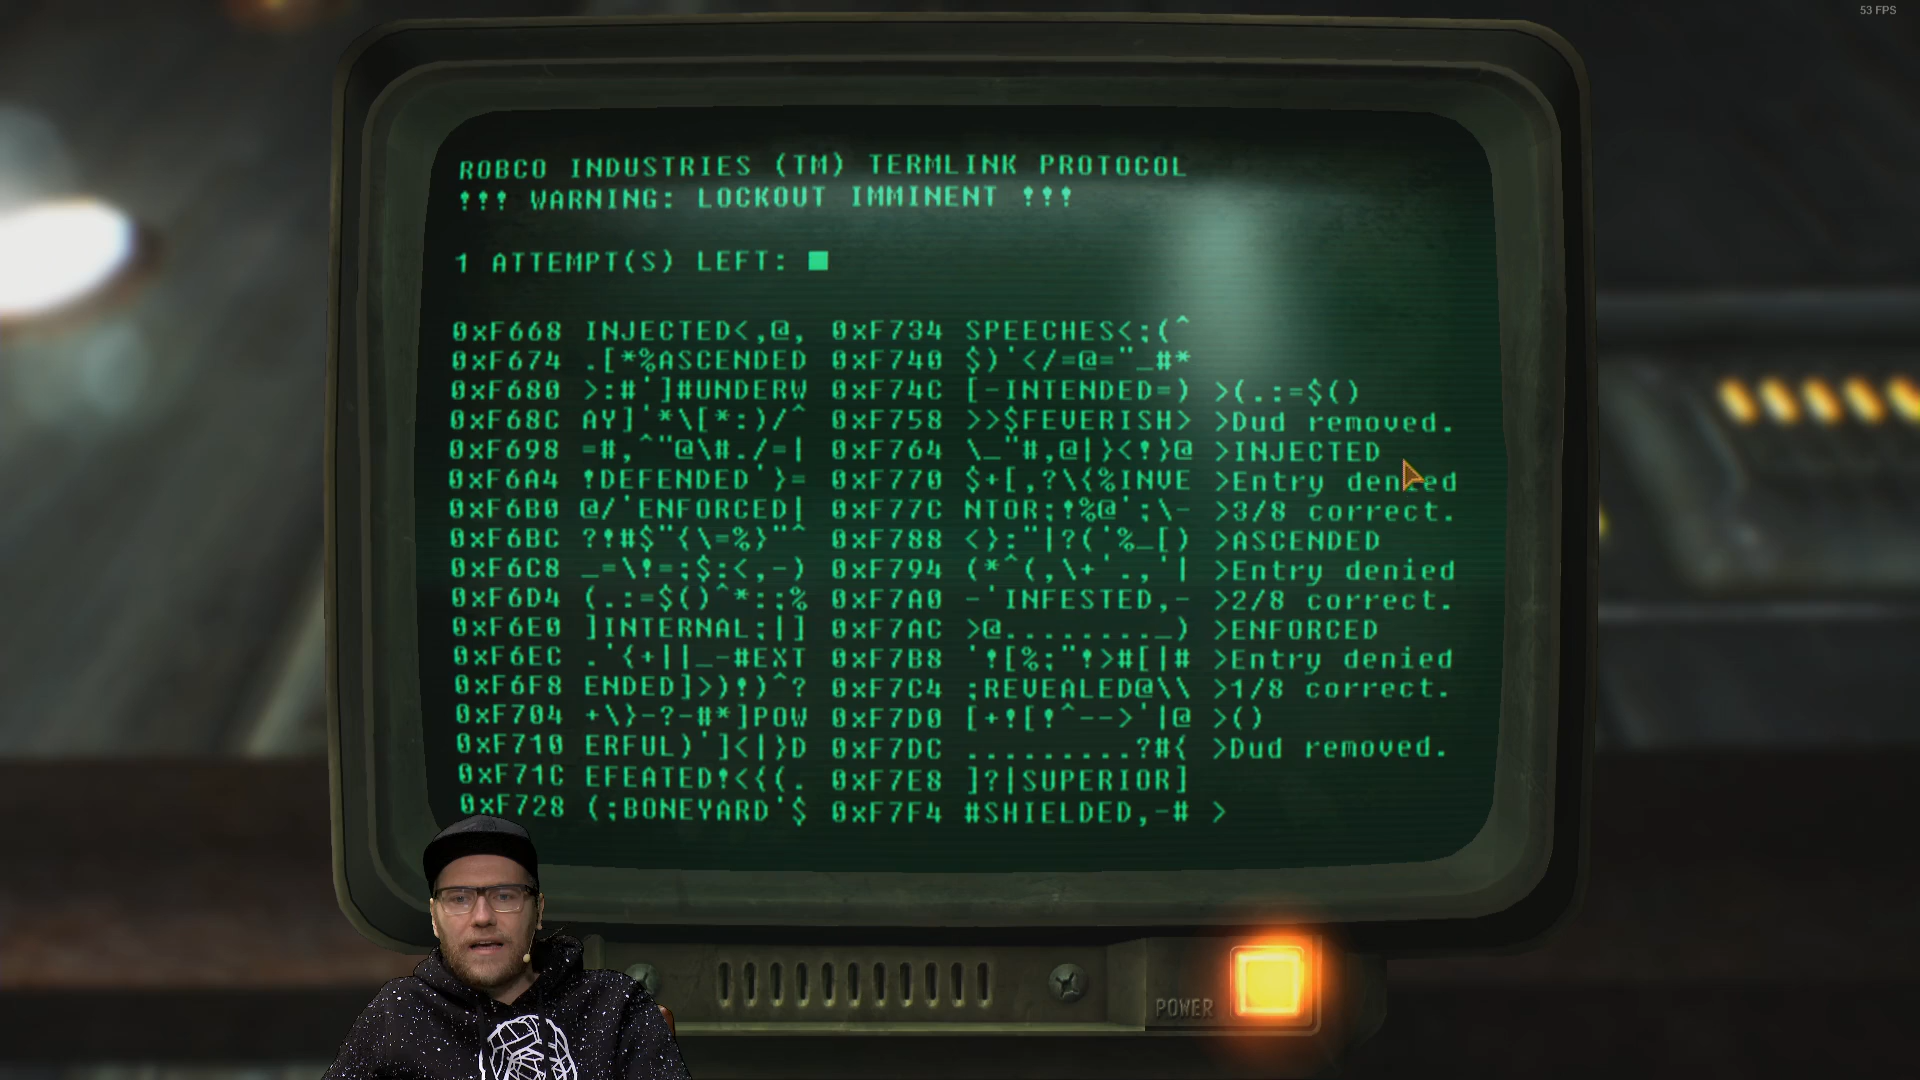 53 FPS
ROBCO INDUSTRIES (TM) TERMLINK PROTOCOL
!!! WARNING: LOCKOUT IMMINENT !!!
1 ATTEMPT(S) LEFT:
0xF668 INJECTED<,@, 0xF734 SPEECHES<;(^
0xF674 .[*%ASCENDED 0xF740 $)'</=@="_#*
0xF680 >:#']#UNDERW 0xF74C [-INTENDED=) >(.:=$()
0xF68C AY]'*\[*:)/^ 0xF758 >>$FEVERISH> >Dud removed.
0xF698 =#,^"@\#./=| 0xF764 \_"#,@|}<!}@ >INJECTED
0xF6A4 !DEFENDED'}= 0xF770 $+[,?\{%INVE >Entry denied
0xF6B0 @/'ENFORCED| 0xF77C NTOR;!%@';\- >3/8 correct.
0xF6BC ?!#$"{\=%}"^ 0xF788 <}:"|?('%_[) >ASCENDED
0xF6C8 _=\!=;$:<,-) 0xF794 (*^(,\+'.,'| >Entry denied
0xF6D4 (.:=$()^*:;% 0xF7A0 -'INFESTED,- >2/8 correct.
0xF6E0 ]INTERNAL;|] 0xF7AC >@........_) >ENFORCED
0xF6EC .'{+||_-#EXT 0xF7B8 '![%;"!>#[|# >Entry denied
0xF6F8 ENDED]>)!)^? 0xF7C4 ;REVEALED@\\ >1/8 correct.
0xF704 +\}-?-#*]POW 0xF7D0 [+![!^-->'|@ >()
0xF710 ERFUL)']<|}D 0xF7DC ........?#{ >Dud removed.
0xF71C EFEATED!<{(. 0xF7E8 ]?|SUPERIOR]
0xF728 (;BONEYARD'$ 0xF7F4 #SHIELDED,-# >
POWER